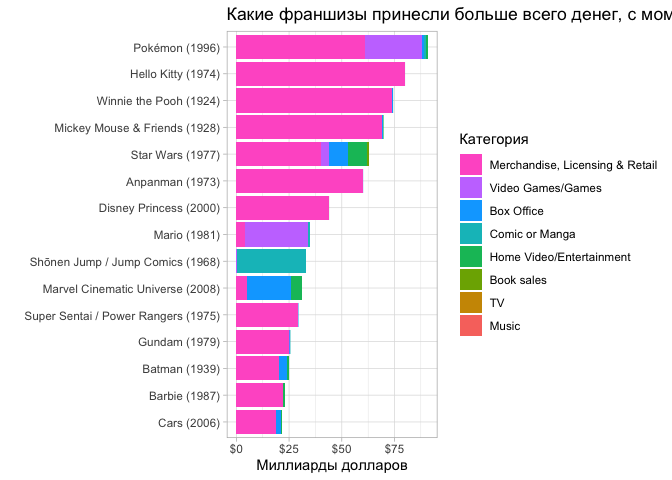 Какие франшизы принесли больше всего денег, с мом
Pokémon (1996)
Hello Kitty (1974)
Winnie the Pooh (1924)
Mickey Mouse & Friends (1928)
Star Wars (1977)
Anpanman (1973)
Disney Princess (2000)
Mario (1981)
Shōnen Jump / Jump Comics (1968)
Marvel Cinematic Universe (2008)
Super Sentai / Power Rangers (1975)
Gundam (1979)
Batman (1939)
Barbie (1987)
Cars (2006)
$0 $25 $50 $75
Миллиарды долларов
Категория
Merchandise, Licensing & Retail
Video Games/Games
Box Office
Comic or Manga
Home Video/Entertainment
Book sales
TV
Music